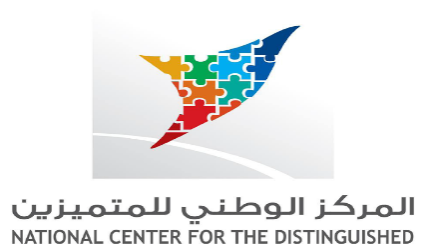 المركز الوطني للمتميزين
NATIONAL CENTER FOR THE DISTINGUISHED